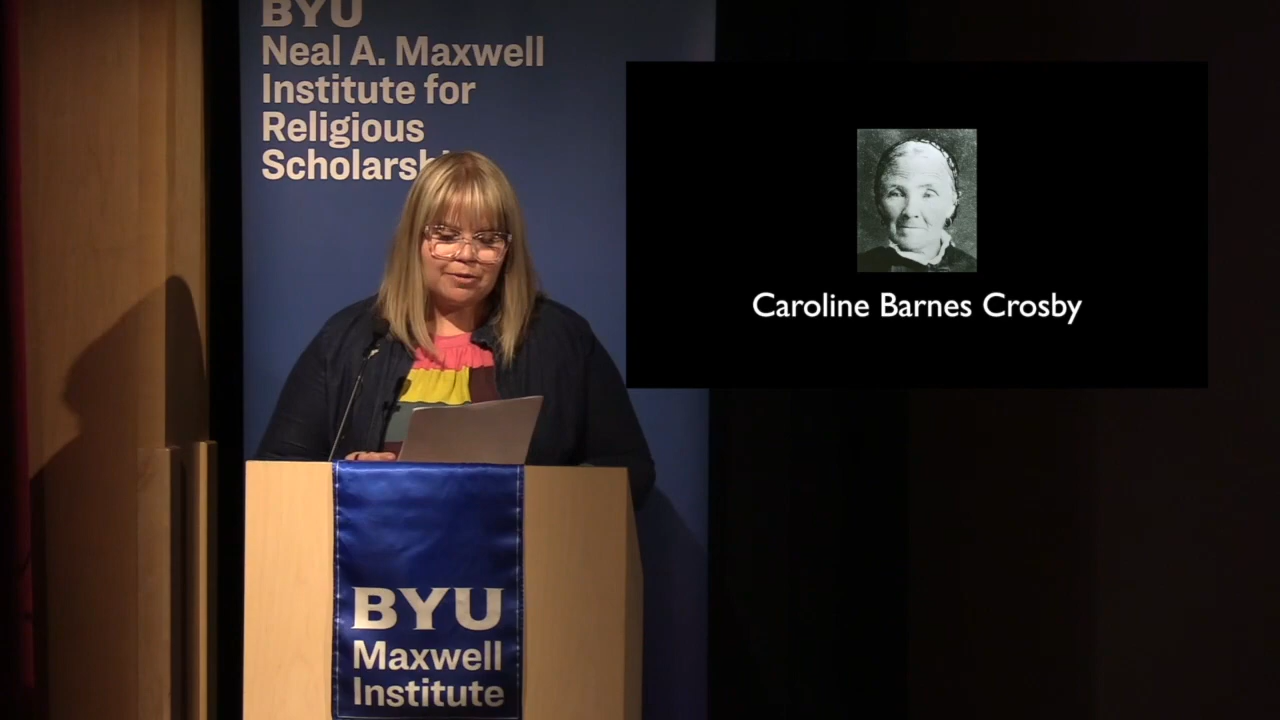 BYU
Neal A. Maxwell
Institute for
Religious
Caroline Barnes Crosby
BYU
Maxwell
Institute